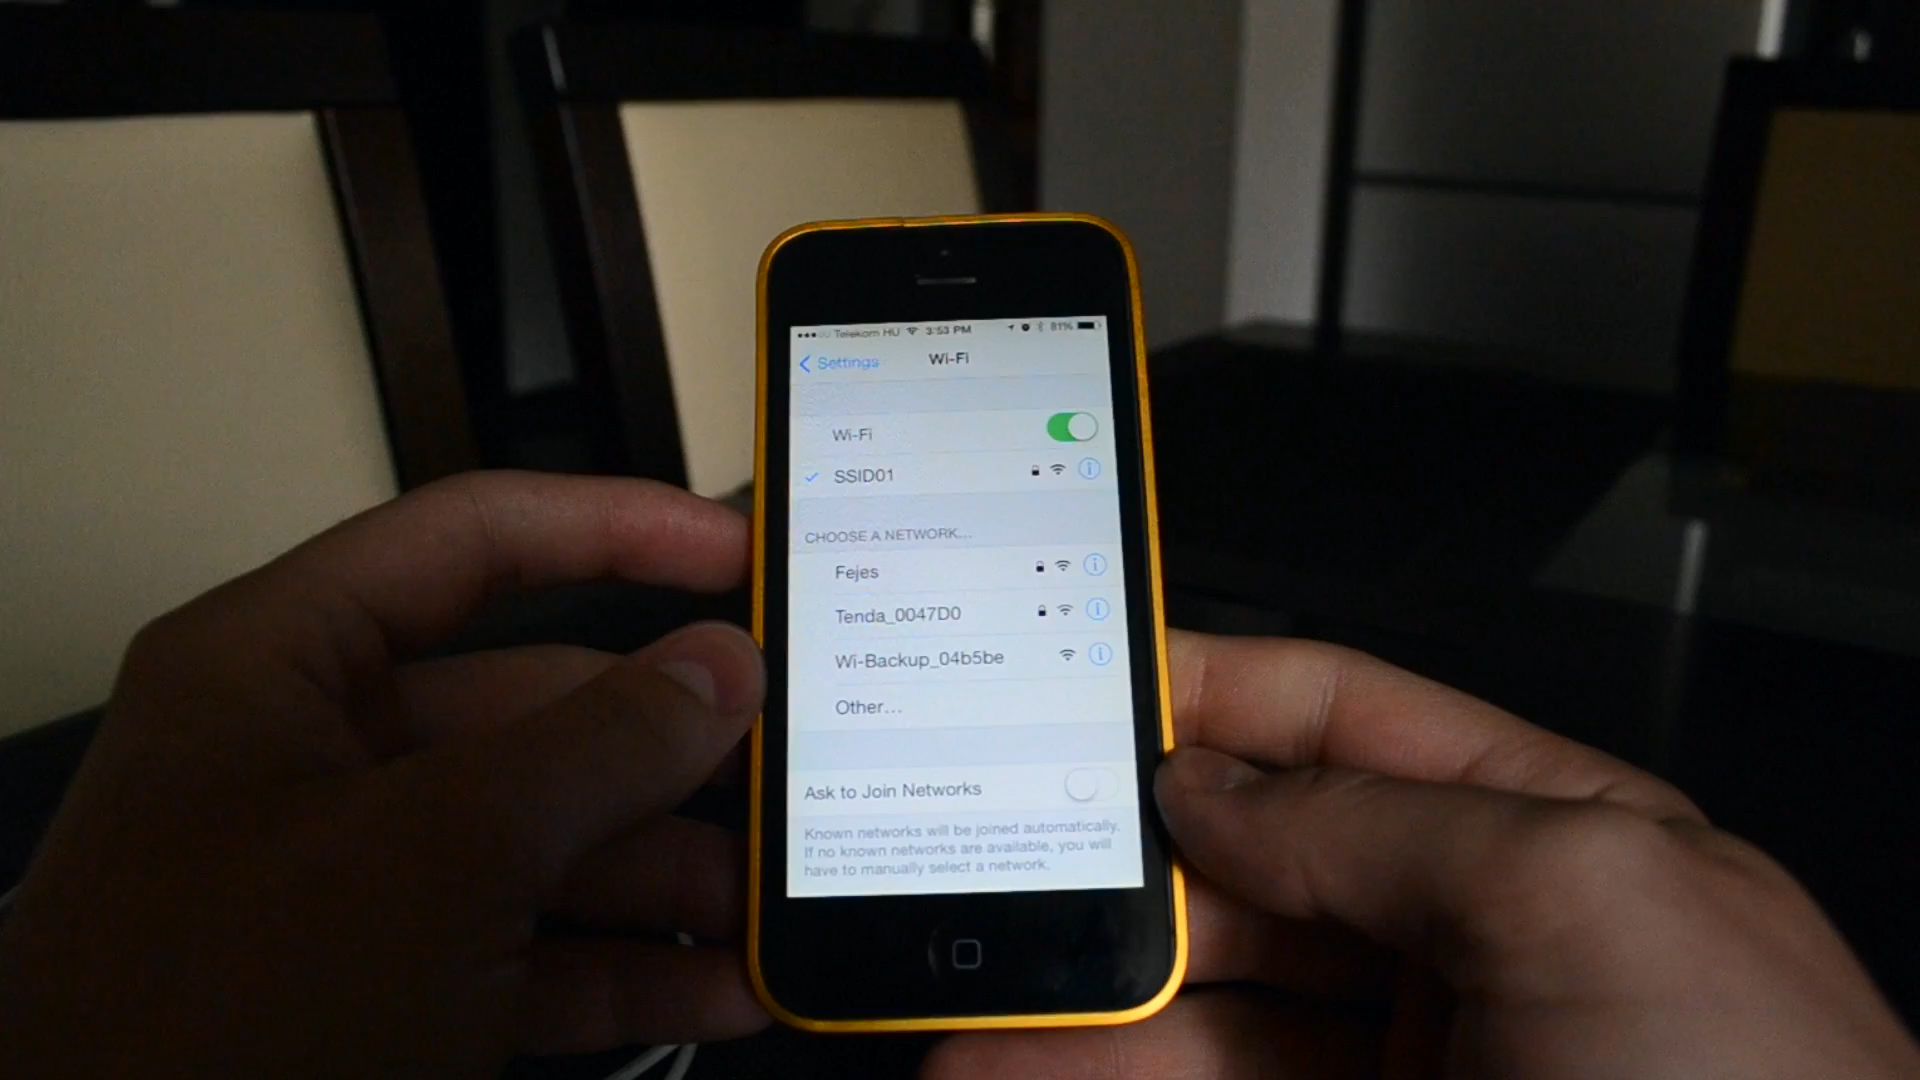 Telekom HU 3:53 PM 81%
Settings Wi-Fi
Wi-Fi
SSID01
CHOOSE A NETWORK...
Fejes
Tenda_0047D0
Wi-Backup_04b5be
Other...
Ask to Join Networks
Known networks will be joined automatically.
If no known networks are available, you will
have to manually select a network.